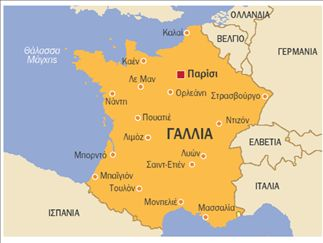 ΟΛΛΑΝΔΙΑ
Καλαί
ΒΕΛΓΙΟ
Θάλασσα
Μάγχης
ΓΕΡΜΑΝΙΑ
Καέν
Παρίσι
Λε Μαν
Ορλεάνη
Στρασβούργο
Νάντη
Πουατιέ
Ντιζόν
ΓΑΛΛΙΑ
Λιμόζ
ΕΛΒΕΤΙΑ
Μπορντό
Λυών
Σαιντ-Ετιέν
Μπαϊγιόν
ΙΤΑΛΙΑ
Τουλόν
Μονπελιέ
Μασσαλία
ΙΣΠΑΝΙΑ